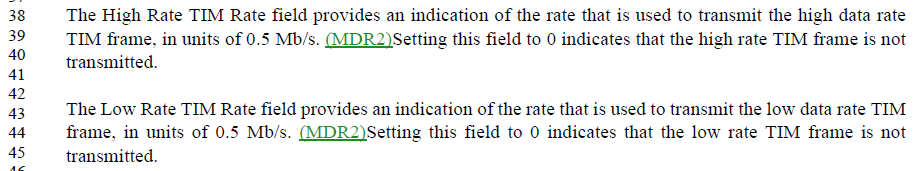 38 The High Rate TIM Rate field provides an indication of the rate that is used to transmit the high data rate
39 TIM frame, in units of 0.5 Mb/s. (MDR2)Setting this field to 0 indicates that the high rate TIM frame is not
40 transmitted.
41
42
43 The Low Rate TIM Rate field provides an indication of the rate that is used to transmit the low data rate TIM
44 frame, in units of 0.5 Mb/s. (MDR2)Setting this field to 0 indicates that the low rate TIM frame is not
45 transmitted.